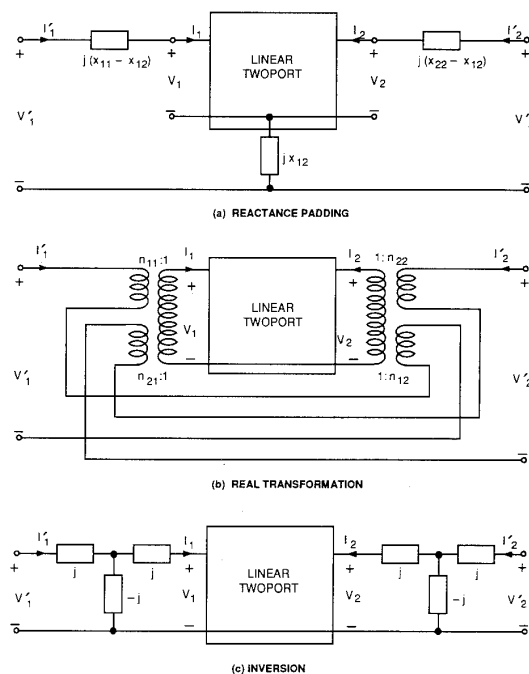 I′1 I1 I2 I′2
+ + + +
j(x11 − x12) LINEAR TWOPORT j(x22 − x12)
V1 V2
V′1 V′2
j x12
(a) REACTANCE PADDING
I′1 n11:1 I1 I2 1:n22 I′2
+ + + +
LINEAR
TWOPORT
V1 V2
− −
V′1 n21:1 1:n12 V′2
(b) REAL TRANSFORMATION
I′1 I1 I2 I′2
j j LINEAR TWOPORT j j
+ + + +
V′1 −j V1 V2 −j V′2
− − − −
(c) INVERSION